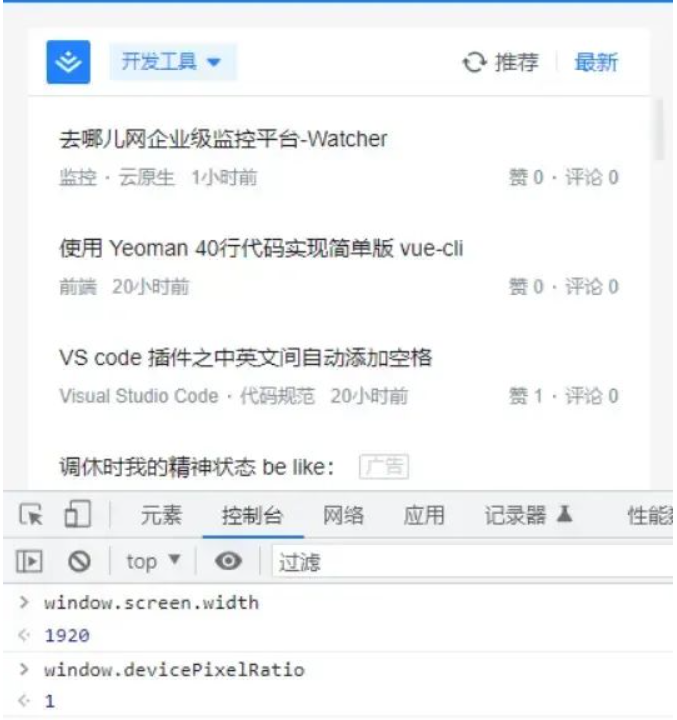 开发工具 推荐 最新
去哪儿网企业级监控平台-Watcher
监控 · 云原生 1小时前 赞 0 · 评论 0
使用 Yeoman 40行代码实现简单版 vue-cli
前端 20小时前 赞 0 · 评论 0
VS code 插件之中英文间自动添加空格
Visual Studio Code · 代码规范 20小时前 赞 1 · 评论 0
调休时我的精神状态 be like： 广告
元素 控制台 网络 应用 记录器 性能
top 过滤
> window.screen.width
1920
> window.devicePixelRatio
1